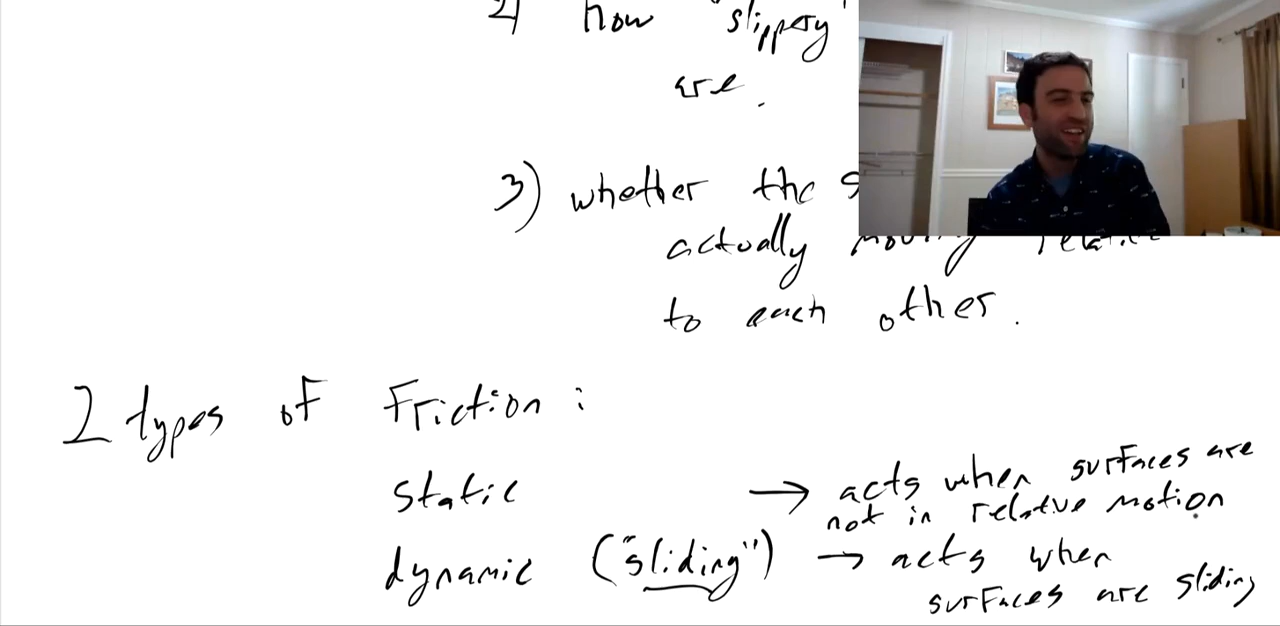 2) how "slippery"
are.
3) whether the
actually moving
to each other.
2 types of Friction :
static → acts when surfaces are
not in relative motion
dynamic ("sliding") → acts when
surfaces are sliding